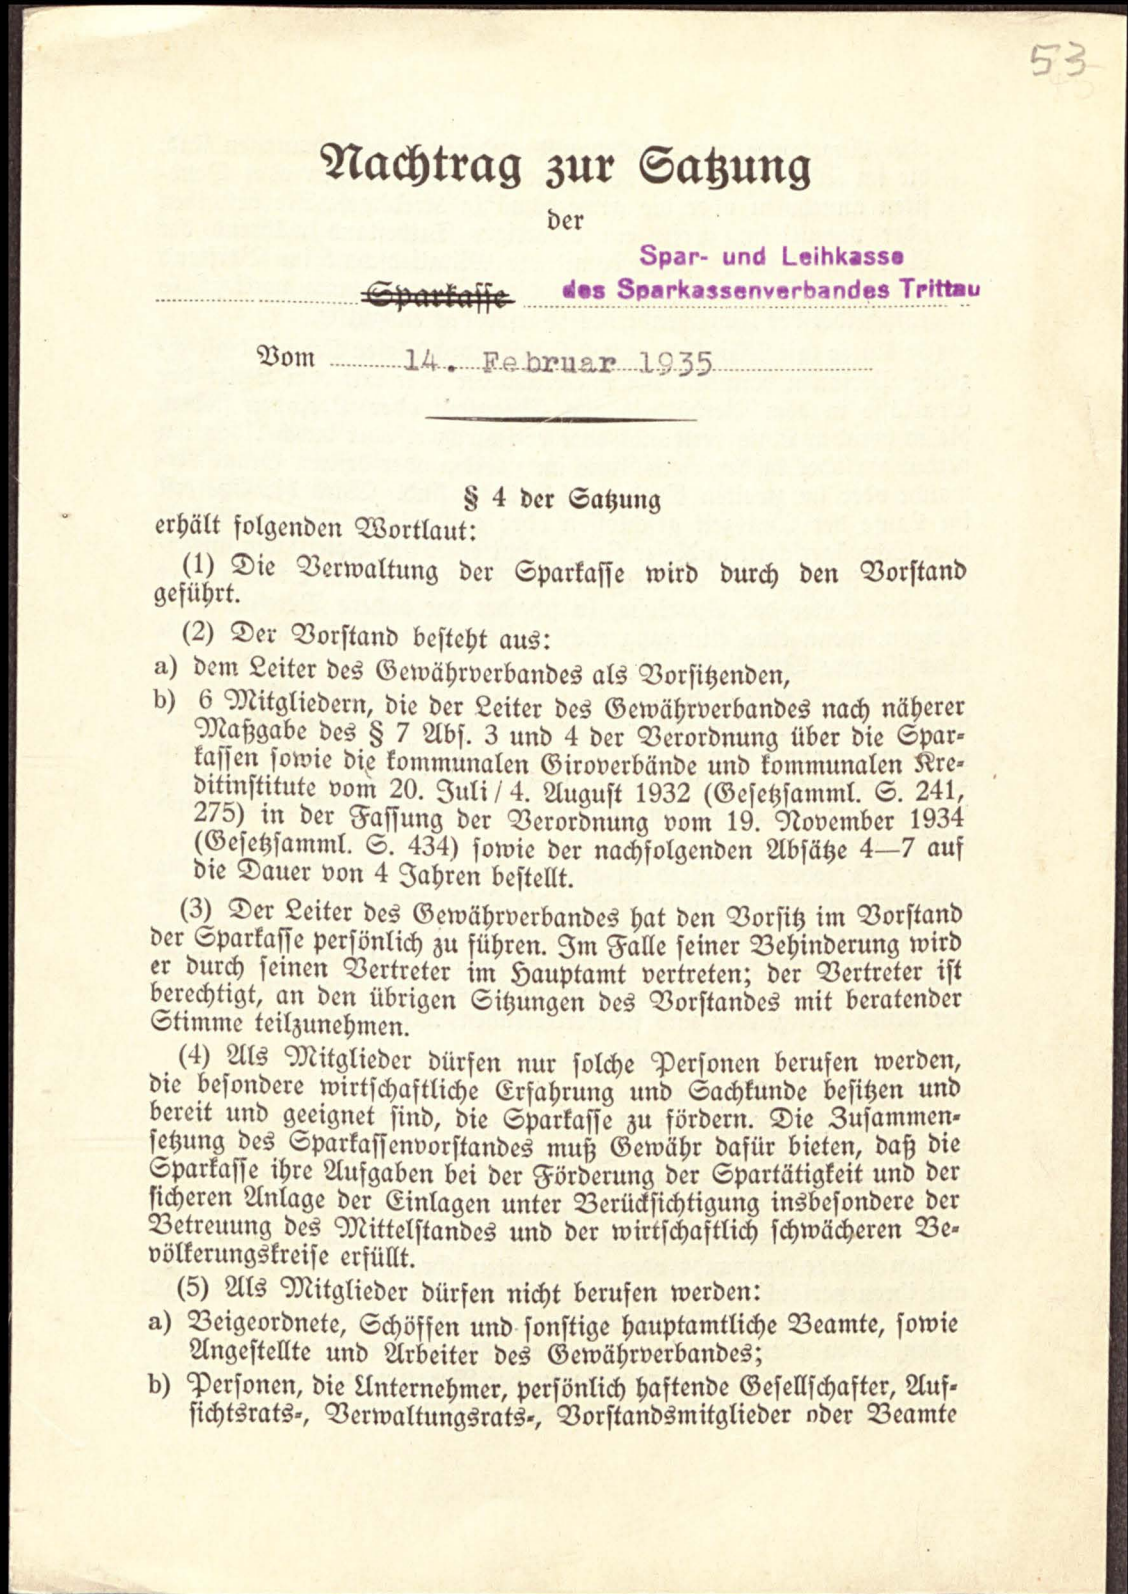 53
Nachtrag zur Satzung
der
Spar- und Leihkasse
Sparkasse des Sparkassenverbandes Trittau
Vom 14. Februar 1935
§ 4 der Satzung
erhält folgenden Wortlaut:
(1) Die Verwaltung der Sparkasse wird durch den Vorstand
geführt.
(2) Der Vorstand besteht aus:
a) dem Leiter des Gewährverbandes als Vorsitzenden,
b) 6 Mitgliedern, die der Leiter des Gewährverbandes nach näherer
Maßgabe des § 7 Abs. 3 und 4 der Verordnung über die Spar-
kassen sowie die kommunalen Giroverbände und kommunalen Kre-
ditinstitute vom 20. Juli / 4. August 1932 (Gesetzsamml. S. 241,
275) in der Fassung der Verordnung vom 19. November 1934
(Gesetzsamml. S. 434) sowie der nachfolgenden Absätze 4—7 auf
die Dauer von 4 Jahren bestellt.
(3) Der Leiter des Gewährverbandes hat den Vorsitz im Vorstand
der Sparkasse persönlich zu führen. Im Falle seiner Behinderung wird
er durch seinen Vertreter im Hauptamt vertreten; der Vertreter ist
berechtigt, an den übrigen Sitzungen des Vorstandes mit beratender
Stimme teilzunehmen.
(4) Als Mitglieder dürfen nur solche Personen berufen werden,
die besondere wirtschaftliche Erfahrung und Sachkunde besitzen und
bereit und geeignet sind, die Sparkasse zu fördern. Die Zusammen-
setzung des Sparkassenvorstandes muß Gewähr dafür bieten, daß die
Sparkasse ihre Aufgaben bei der Förderung der Spartätigkeit und der
sicheren Anlage der Einlagen unter Berücksichtigung insbesondere der
Betreuung des Mittelstandes und der wirtschaftlich schwächeren Be-
völkerungskreise erfüllt.
(5) Als Mitglieder dürfen nicht berufen werden:
a) Beigeordnete, Schöffen und sonstige hauptamtliche Beamte, sowie
Angestellte und Arbeiter des Gewährverbandes;
b) Personen, die Unternehmer, persönlich haftende Gesellschafter, Auf-
sichtsrats-, Verwaltungsrats-, Vorstandsmitglieder oder Beamte